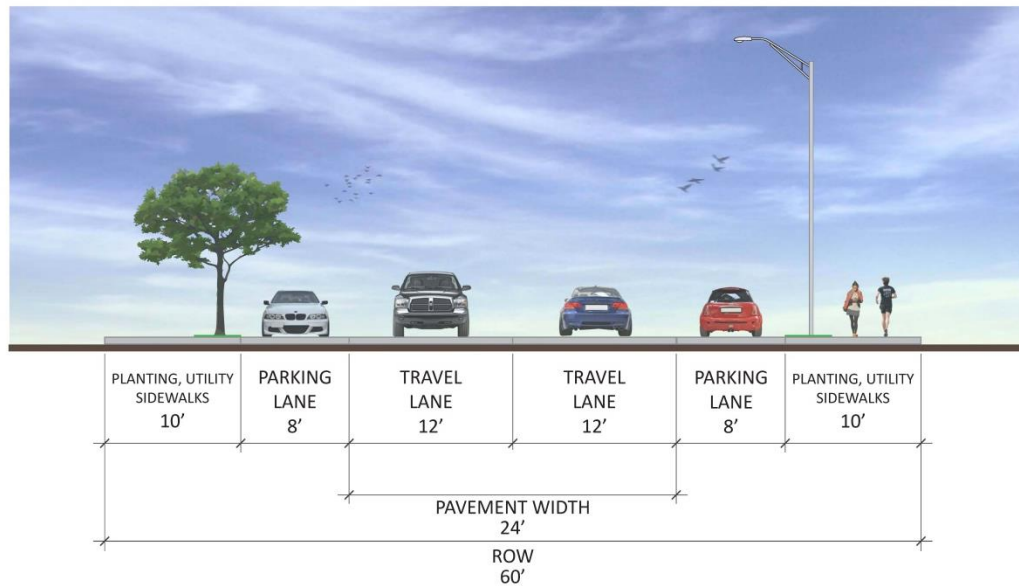 PLANTING, UTILITY
SIDEWALKS
10’
PARKING
LANE
8’
TRAVEL
LANE
12’
TRAVEL
LANE
12’
PARKING
LANE
8’
PLANTING, UTILITY
SIDEWALKS
10’
PAVEMENT WIDTH
24’
ROW
60’